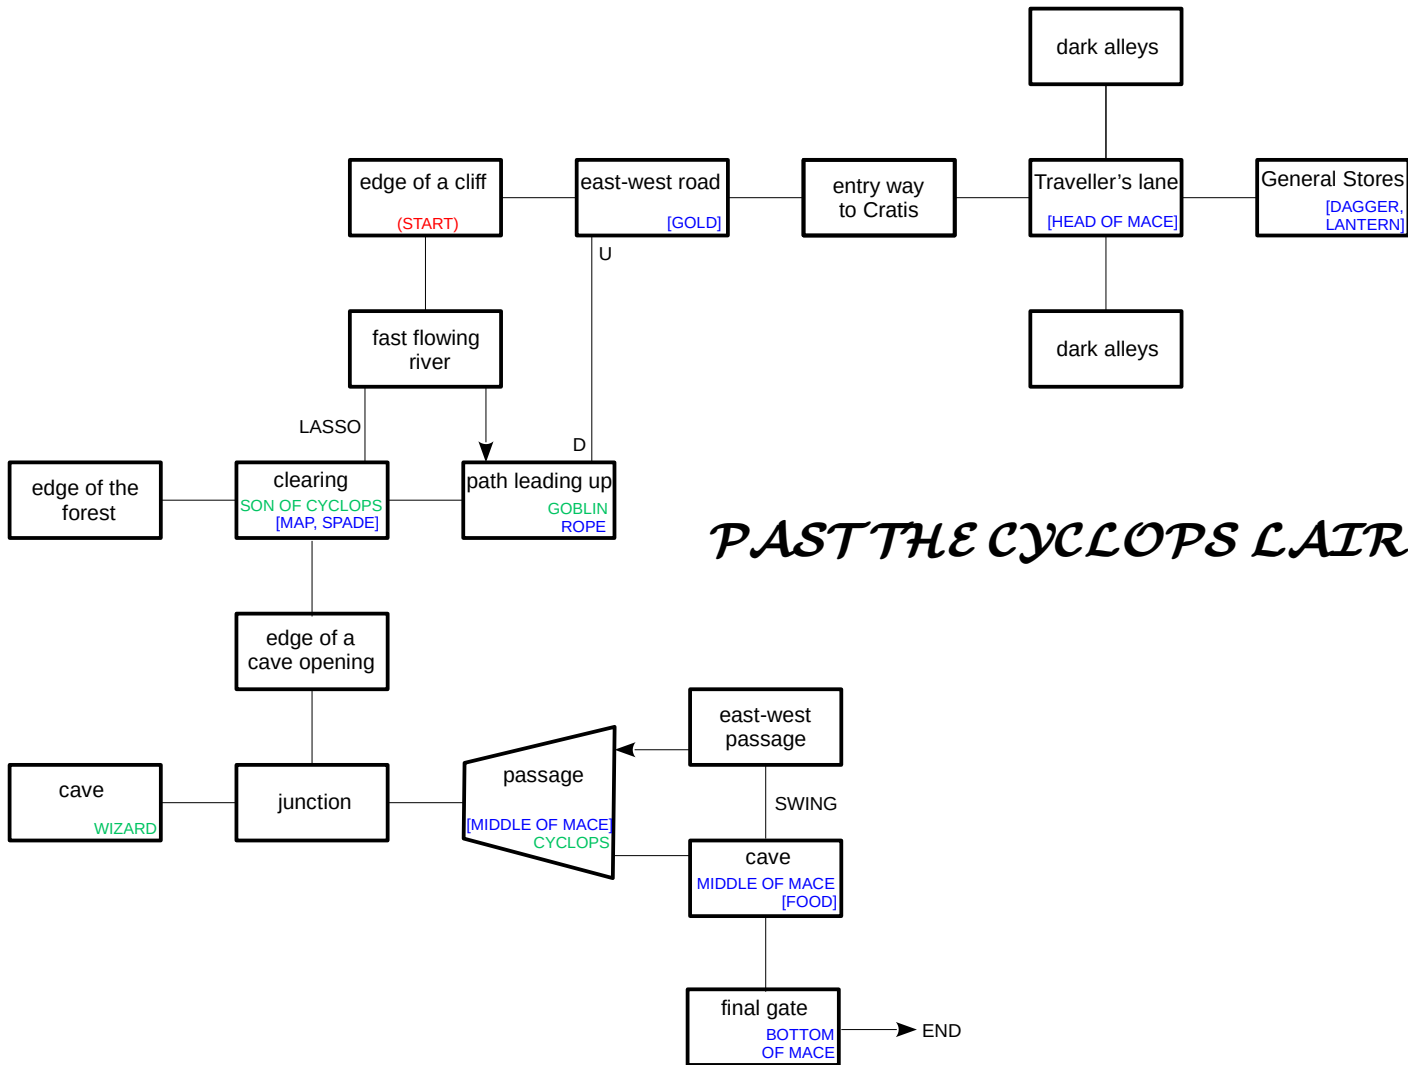 dark alleys
edge of a cliff
(START)
east-west road
[GOLD]
entry way
to Cratis
Traveller's lane
[HEAD OF MACE]
General Stores
[DAGGER,
LANTERN]
U
fast flowing
river
dark alleys
LASSO
D
edge of the
forest
clearing
SON OF CYCLOPS
[MAP, SPADE]
path leading up
GOBLIN
ROPE
PAST THE CYCLOPS LAIR
edge of a
cave opening
east-west
passage
cave
WIZARD
junction
passage
[MIDDLE OF MACE]
CYCLOPS
SWING
cave
MIDDLE OF MACE
[FOOD]
final gate
BOTTOM
OF MACE
END